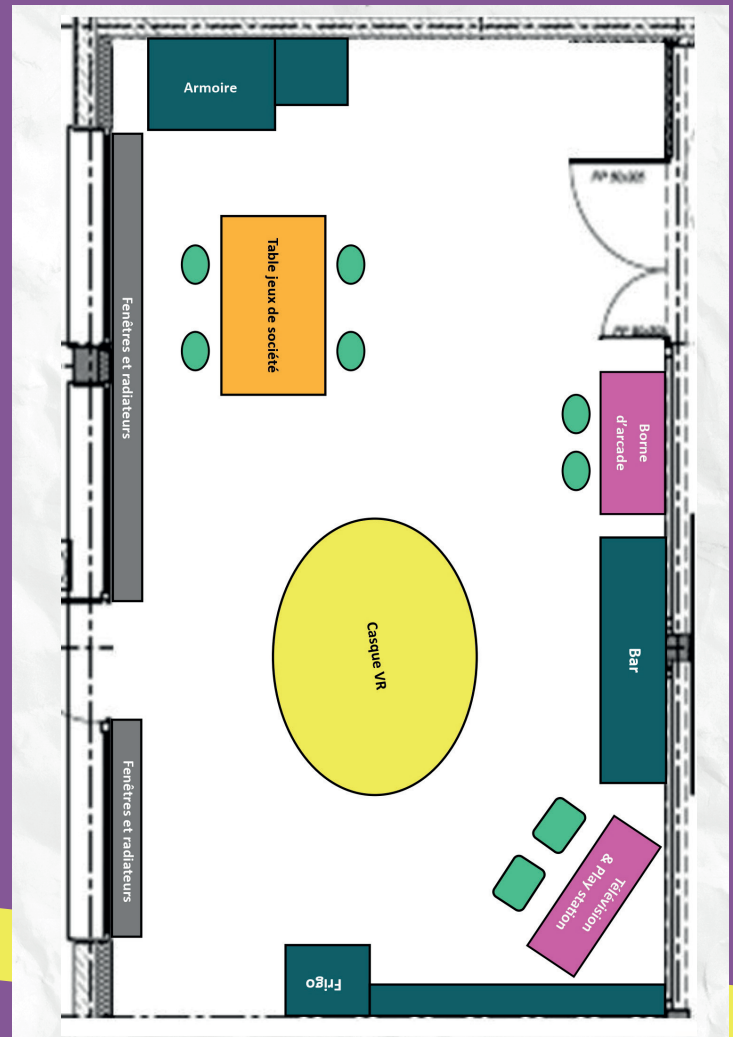 Armoire
Table jeux de société
Fenêtres et radiateurs
Borne
d'arcade
Casque VR
Bar
Fenêtres et radiateurs
Télévision
& Play station
Frigo